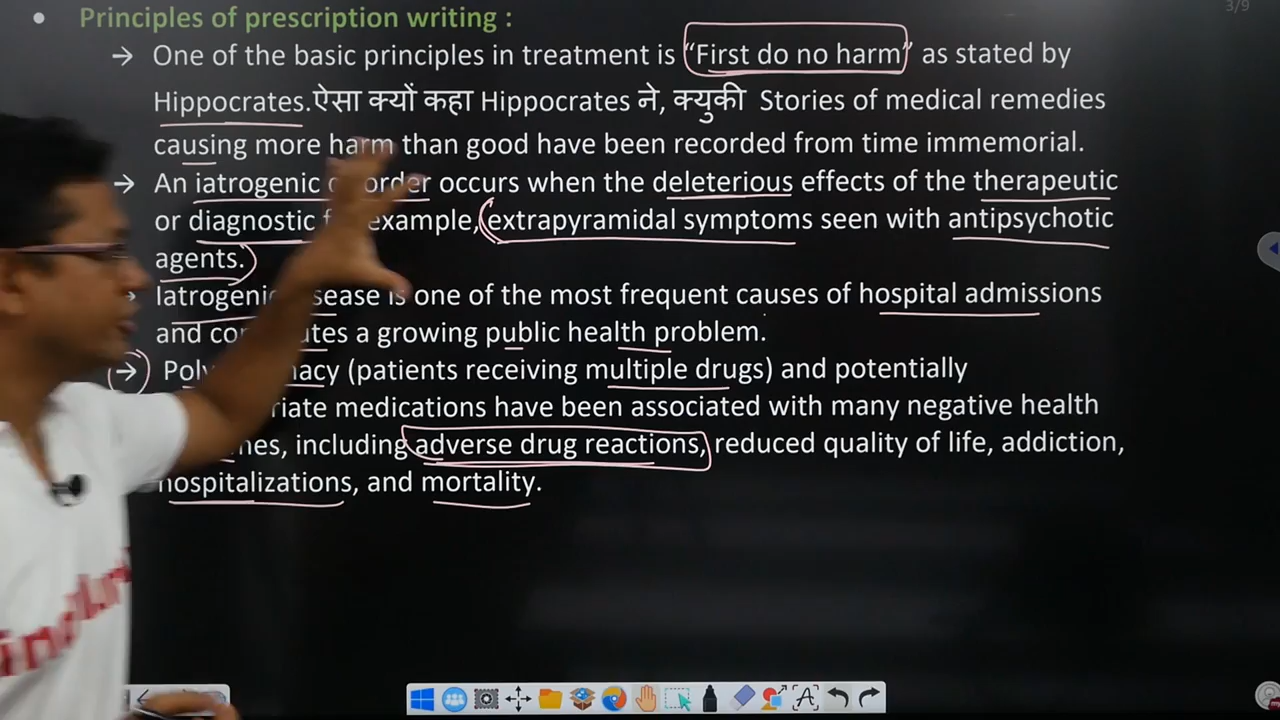 3/9
Principles of prescription writing :
→ One of the basic principles in treatment is “First do no harm” as stated by
Hippocrates.ऐसा क्यों कहा Hippocrates ने, क्युकी Stories of medical remedies
causing more harm than good have been recorded from time immemorial.
→ An iatrogenic occurs when the deleterious effects of the therapeutic
or diagnostic example, extrapyramidal symptoms seen with antipsychotic
agents.
Iatrogenic is one of the most frequent causes of hospital admissions
and a growing public health problem.
→ (patients receiving multiple drugs) and potentially
medications have been associated with many negative health
including adverse drug reactions, reduced quality of life, addiction,
hospitalizations, and mortality.